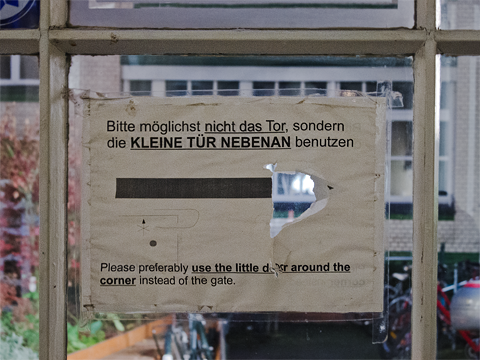 Bitte möglichst nicht das Tor, sondern
die KLEINE TÜR NEBENAN benutzen
Please preferably use the little around the
corner instead of the gate.